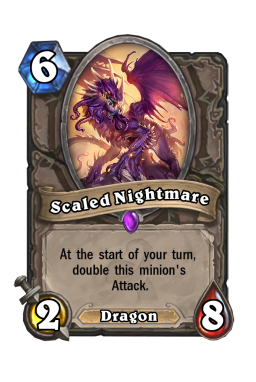 6
Scaled Nightmare
At the start of your turn,
double this minion's
Attack.
2
Dragon
8